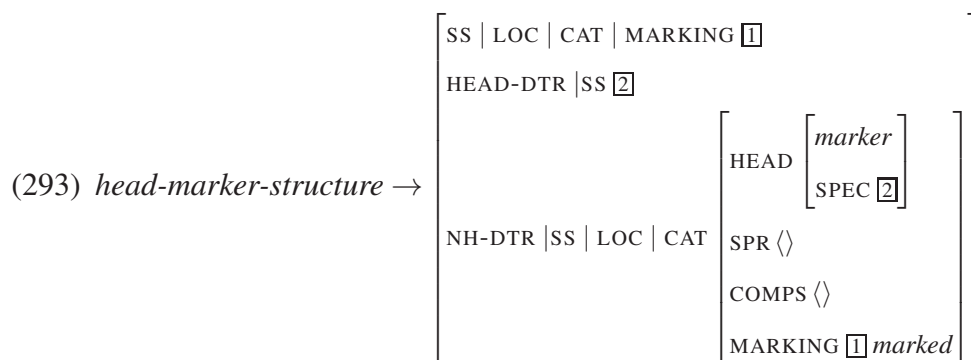 SS | LOC | CAT | MARKING 1
HEAD-DTR |SS 2
(293) head-marker-structure →
NH-DTR |SS | LOC | CAT
HEAD
marker
SPEC 2
SPR ⟨⟩
COMPS ⟨⟩
MARKING 1 marked